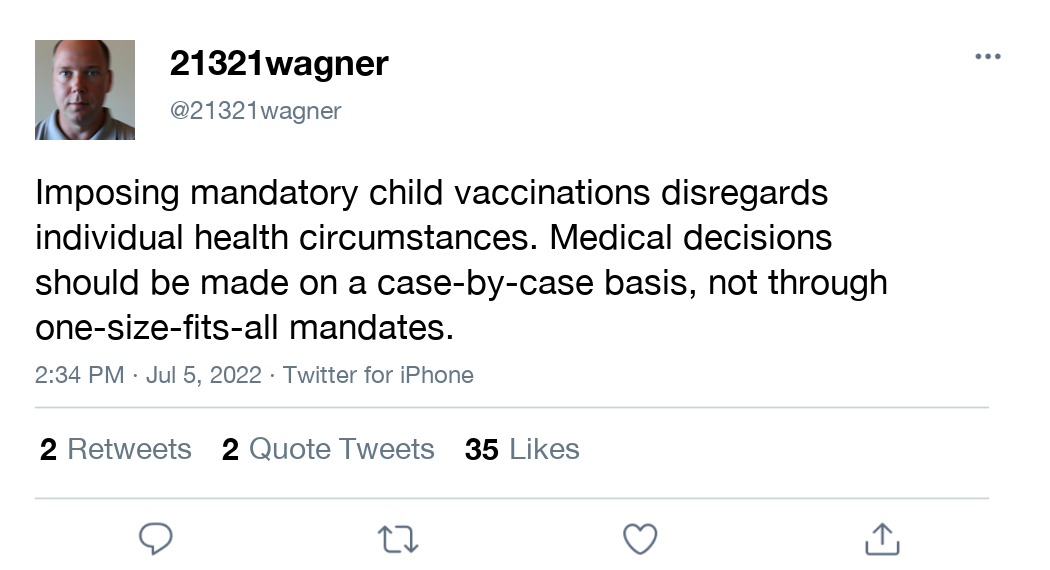 21321wagner
@21321wagner
Imposing mandatory child vaccinations disregards
individual health circumstances. Medical decisions
should be made on a case-by-case basis, not through
one-size-fits-all mandates.
2:34 PM · Jul 5, 2022 · Twitter for iPhone
2 Retweets 2 Quote Tweets 35 Likes